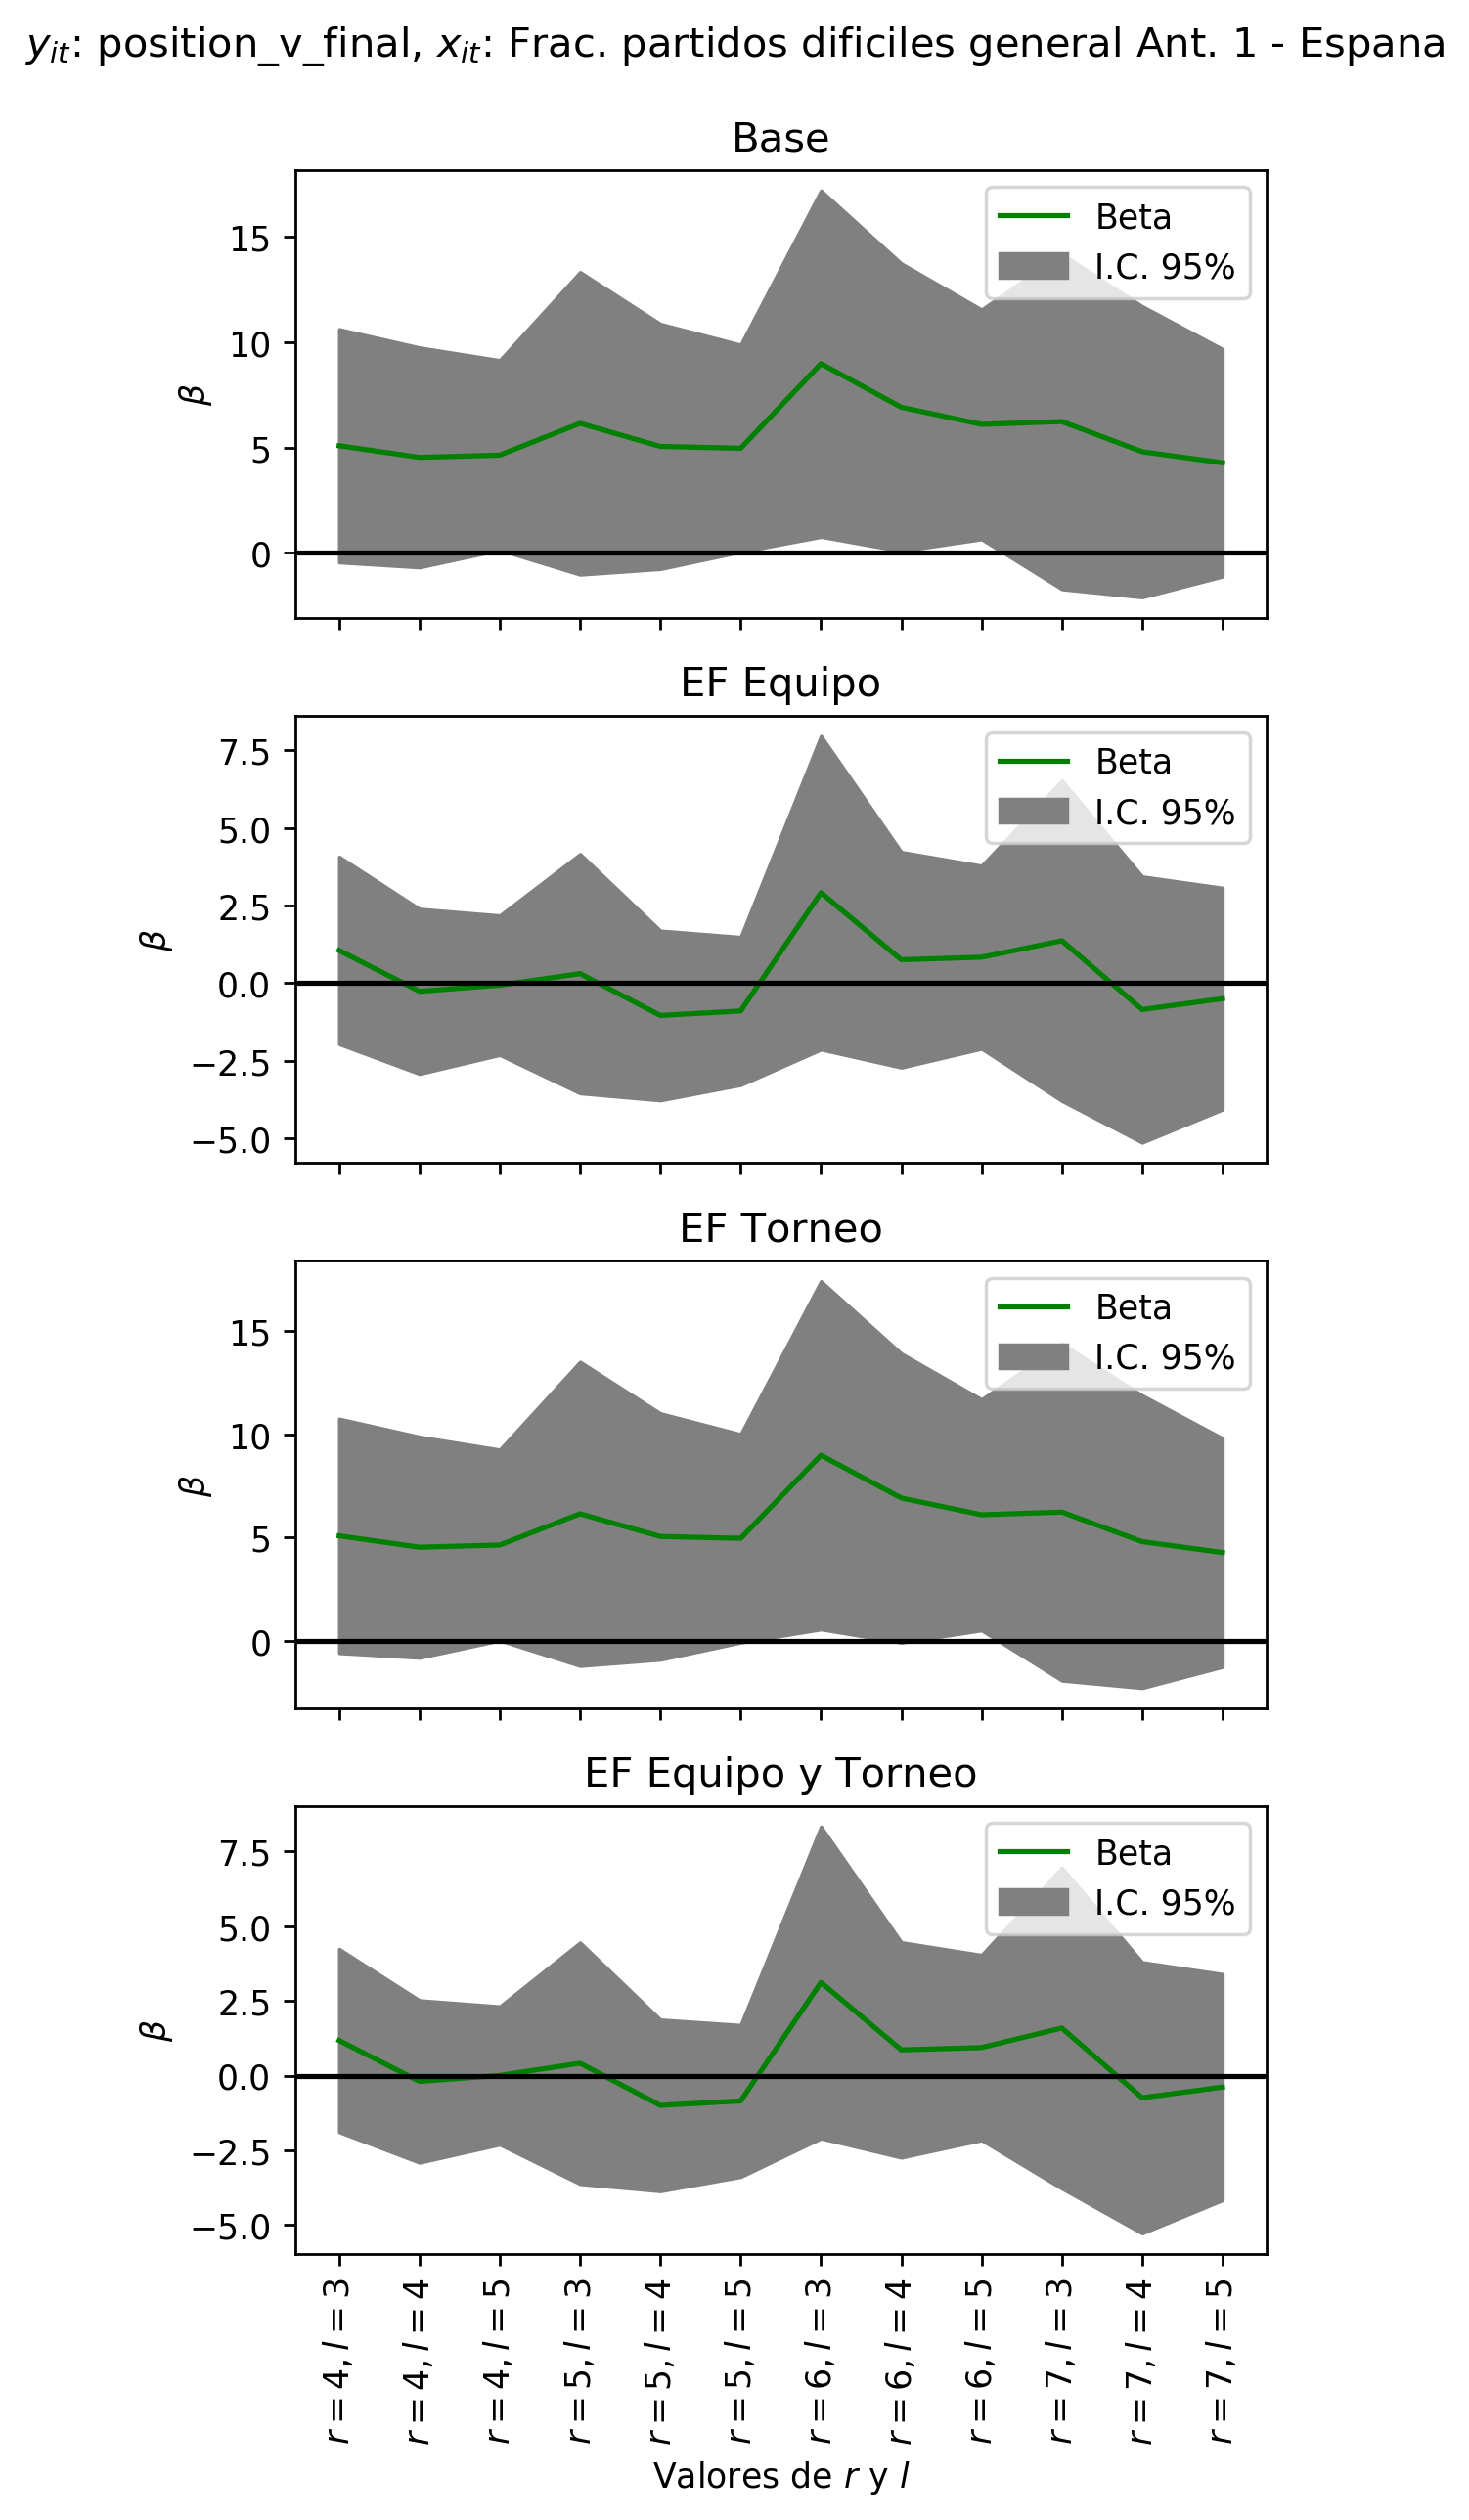 y_it: position_v_final, x_it: Frac. partidos dificiles general Ant. 1 - Espana
Base
Beta
I.C. 95%
15
10
5
0
β
EF Equipo
Beta
I.C. 95%
7.5
5.0
2.5
0.0
−2.5
−5.0
β
EF Torneo
Beta
I.C. 95%
15
10
5
0
β
EF Equipo y Torneo
Beta
I.C. 95%
7.5
5.0
2.5
0.0
−2.5
−5.0
β
r = 4, l = 3
r = 4, l = 4
r = 4, l = 5
r = 5, l = 3
r = 5, l = 4
r = 5, l = 5
r = 6, l = 3
r = 6, l = 4
r = 6, l = 5
r = 7, l = 3
r = 7, l = 4
r = 7, l = 5
Valores de r y l